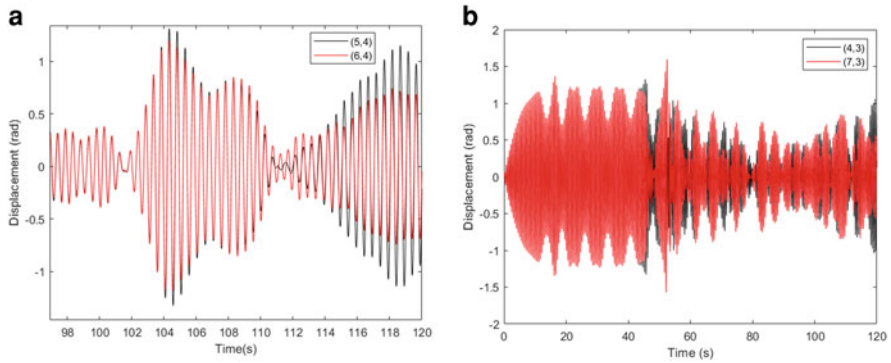 a
(5,4)
(6,4)
1
0.5
0
-0.5
-1
Displacement (rad)
98 100 102 104 106 108 110 112 114 116 118 120
Time(s)
b
(4,3)
(7,3)
2
1.5
1
0.5
0
-0.5
-1
-1.5
-2
Displacement (rad)
0 20 40 60 80 100 120
Time (s)